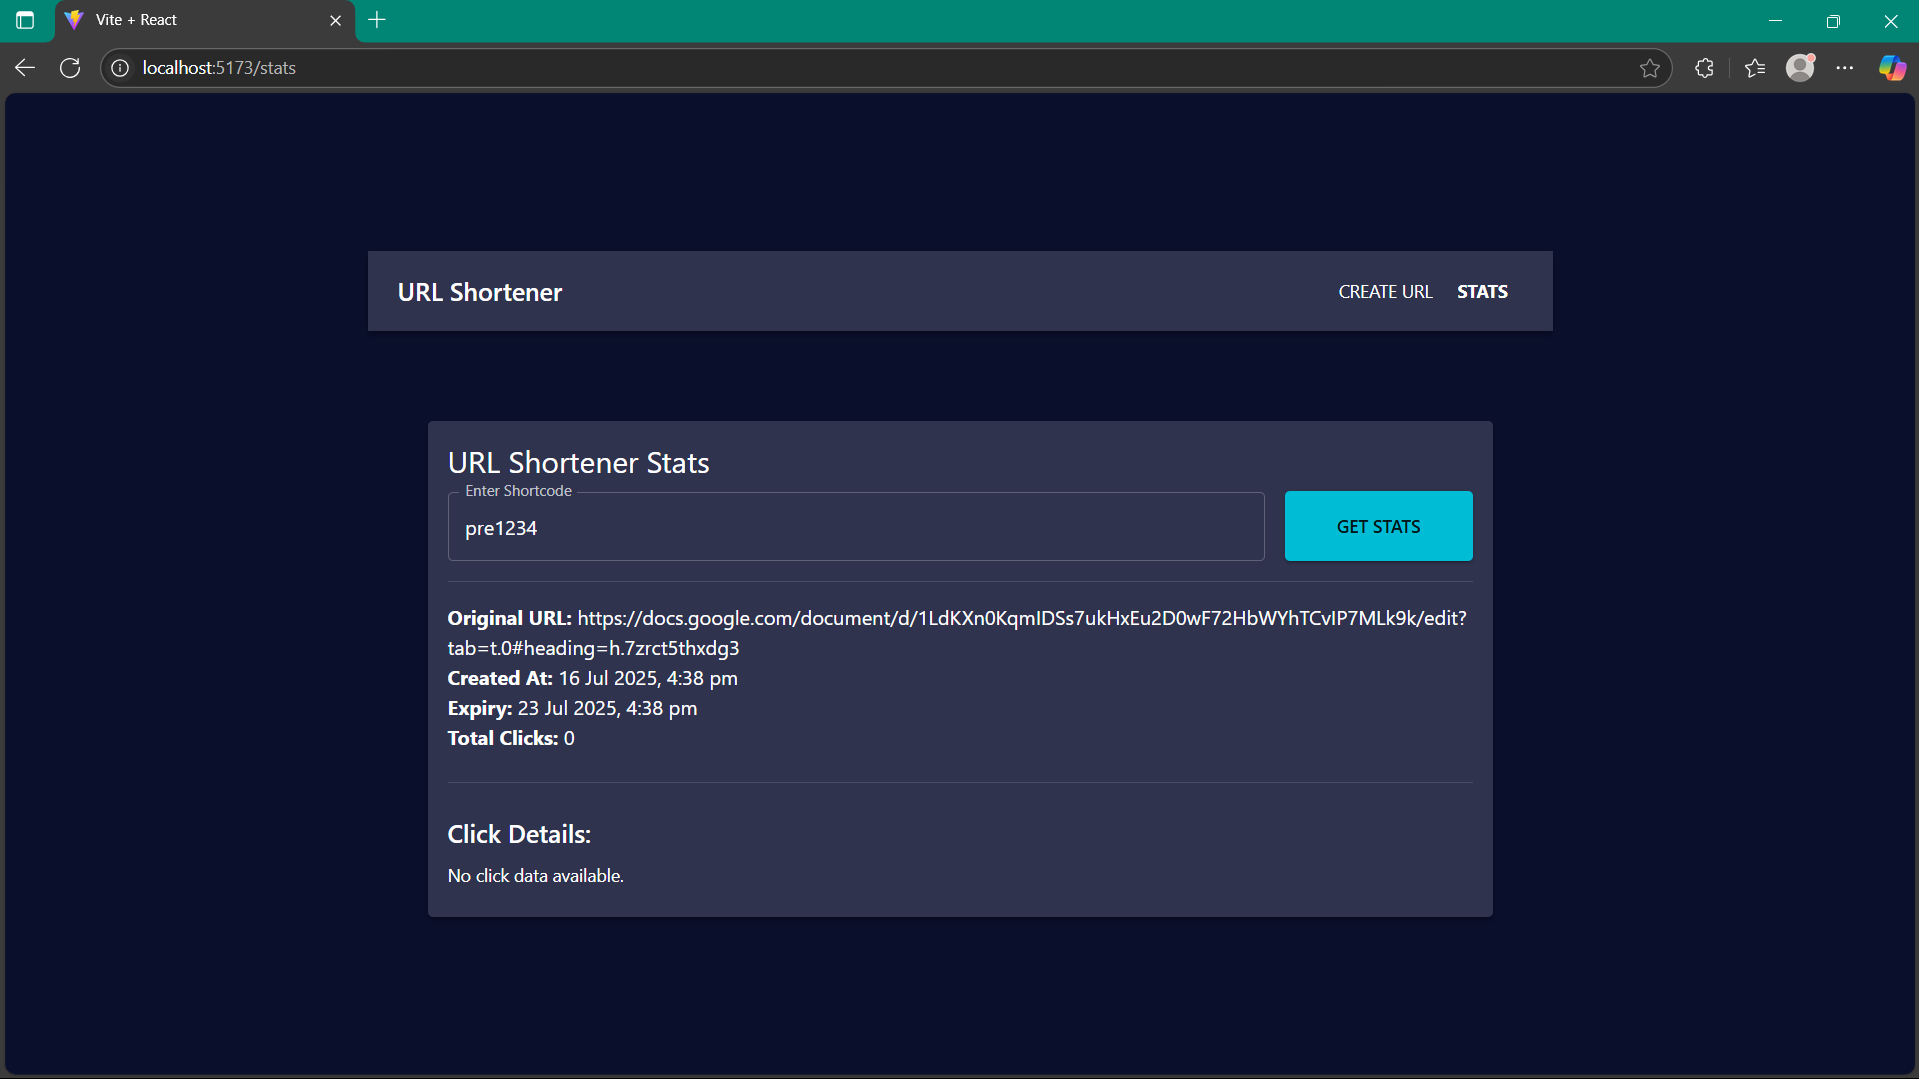 Vite + React
localhost:5173/stats
URL Shortener
CREATE URL
STATS
URL Shortener Stats
Enter Shortcode
pre1234
GET STATS
Original URL: https://docs.google.com/document/d/1LdKXn0KqmIDSs7ukHxEu2D0wF72HbWYhTCvIP7MLk9k/edit?
tab=t.0#heading=h.7zrct5thxdg3
Created At: 16 Jul 2025, 4:38 pm
Expiry: 23 Jul 2025, 4:38 pm
Total Clicks: 0
Click Details:
No click data available.